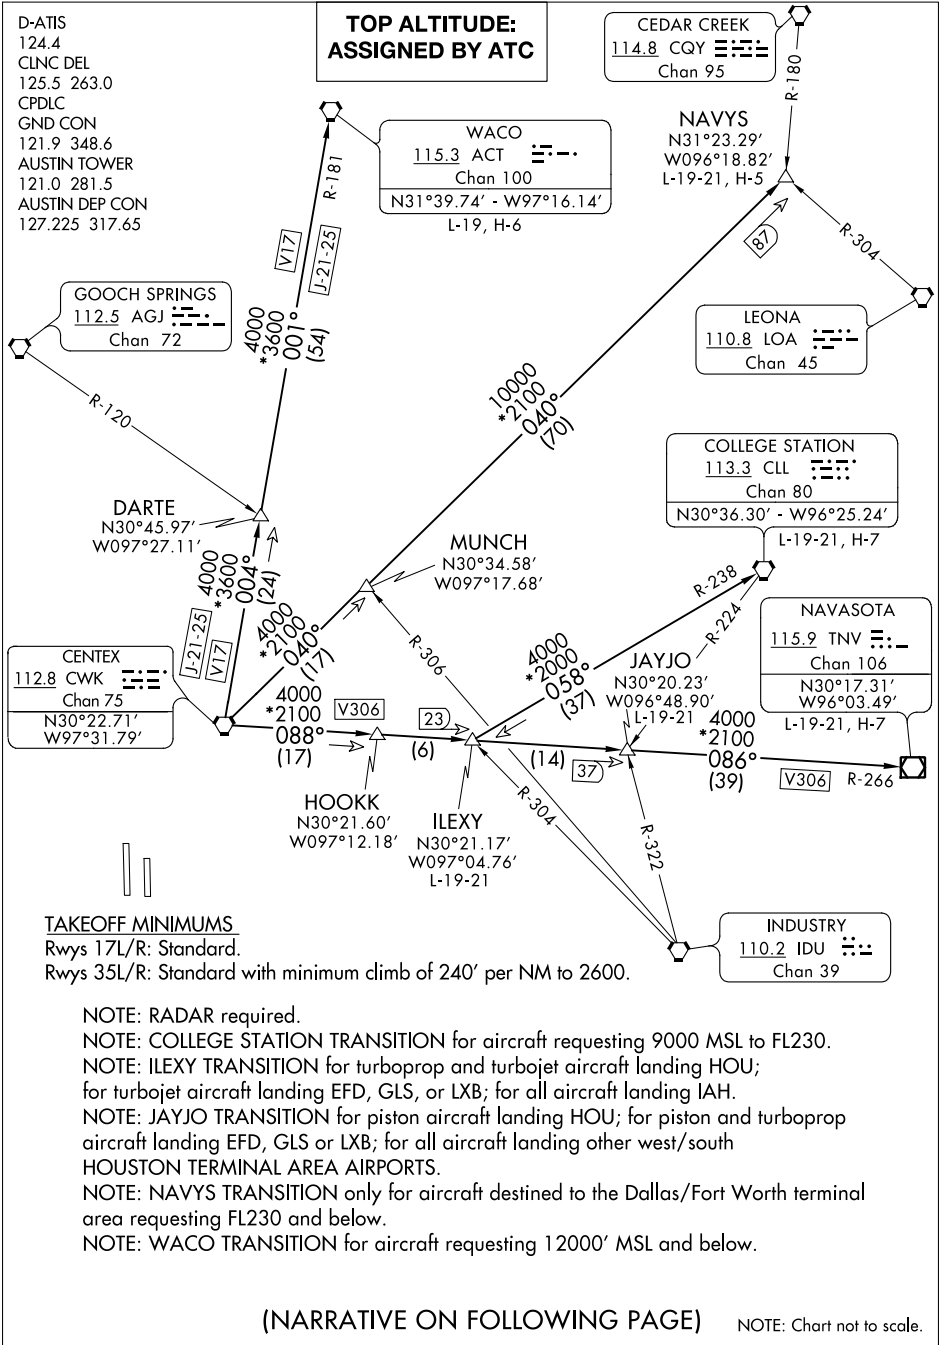 D-ATIS
124.4
CLNC DEL
125.5 263.0
CPDLC
GND CON
121.9 348.6
AUSTIN TOWER
121.0 281.5
AUSTIN DEP CON
127.225 317.65
TOP ALTITUDE:
ASSIGNED BY ATC
CEDAR CREEK
114.8 CQY
Chan 95
R-180
NAVYS
N31°23.29'
W096°18.82'
L-19-21, H-5
WACO
115.3 ACT
Chan 100
N31°39.74' - W97°16.14'
L-19, H-6
R-181
V17
J-21-25
87
R-304
GOOCH SPRINGS
112.5 AGJ
Chan 72
4000
*3600
001°
(54)
LEONA
110.8 LOA
Chan 45
R-120
10000
*2100
040°
(70)
COLLEGE STATION
113.3 CLL
Chan 80
N30°36.30' - W96°25.24'
L-19-21, H-7
DARTE
N30°45.97'
W097°27.11'
MUNCH
N30°34.58'
W097°17.68'
4000
*3600
004°
(24)
J-21-25
V17
R-238
R-224
4000
*2100
040°
(17)
R-306
NAVASOTA
115.9 TNV
Chan 106
N30°17.31'
W96°03.49'
L-19-21, H-7
CENTEX
112.8 CWK
Chan 75
N30°22.71'
W97°31.79'
4000
*2000
058°
(37)
JAYJO
N30°20.23'
W096°48.90'
L-19-21
4000
*2100
088°
(17)
V306
23
(6)
(14)
37
4000
*2100
086°
(39)
V306
R-266
HOOKK
N30°21.60'
W097°12.18'
ILEXY
N30°21.17'
W097°04.76'
L-19-21
R-304
R-322
INDUSTRY
110.2 IDU
Chan 39
TAKEOFF MINIMUMS
Rwys 17L/R: Standard.
Rwys 35L/R: Standard with minimum climb of 240' per NM to 2600.
NOTE: RADAR required.
NOTE: COLLEGE STATION TRANSITION for aircraft requesting 9000 MSL to FL230.
NOTE: ILEXY TRANSITION for turboprop and turbojet aircraft landing HOU;
for turbojet aircraft landing EFD, GLS, or LXB; for all aircraft landing IAH.
NOTE: JAYJO TRANSITION for piston aircraft landing HOU; for piston and turboprop
aircraft landing EFD, GLS or LXB; for all aircraft landing other west/south
HOUSTON TERMINAL AREA AIRPORTS.
NOTE: NAVYS TRANSITION only for aircraft destined to the Dallas/Fort Worth terminal
area requesting FL230 and below.
NOTE: WACO TRANSITION for aircraft requesting 12000' MSL and below.
(NARRATIVE ON FOLLOWING PAGE)
NOTE: Chart not to scale.